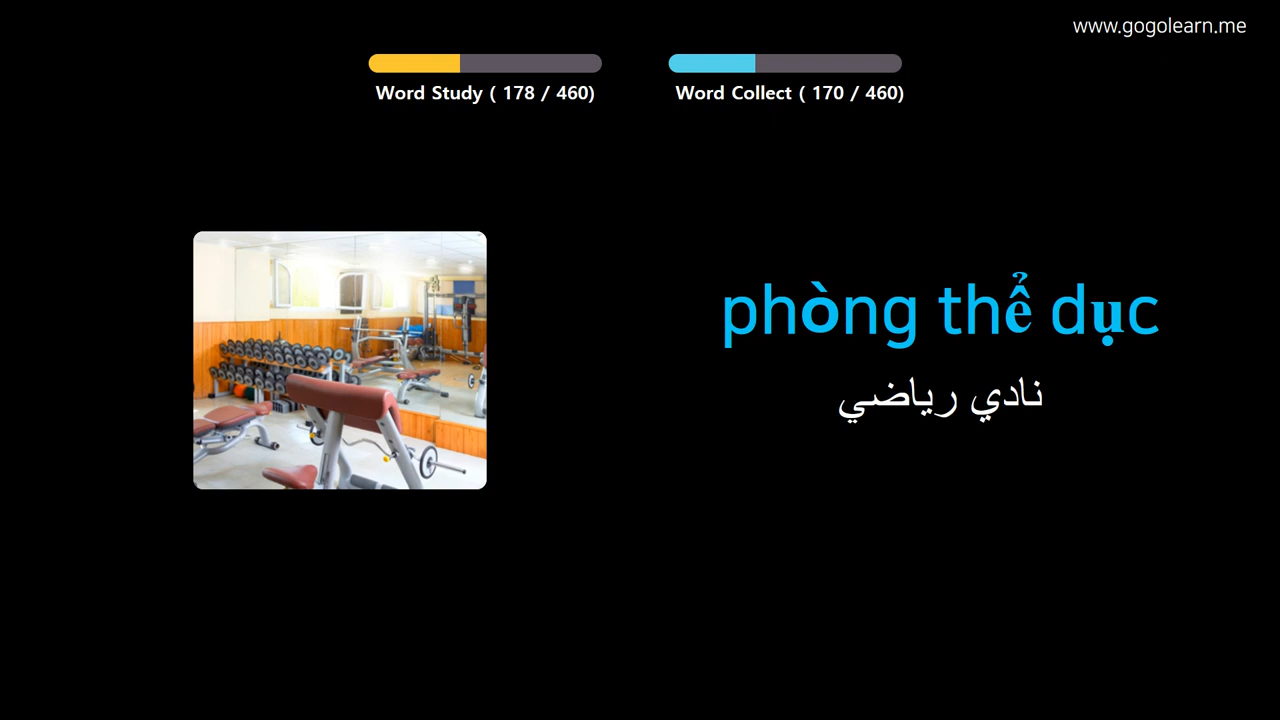 www.gogolearn.me
Word Study ( 178 / 460)
Word Collect ( 170 / 460)
phòng thể dục
نادي رياضي